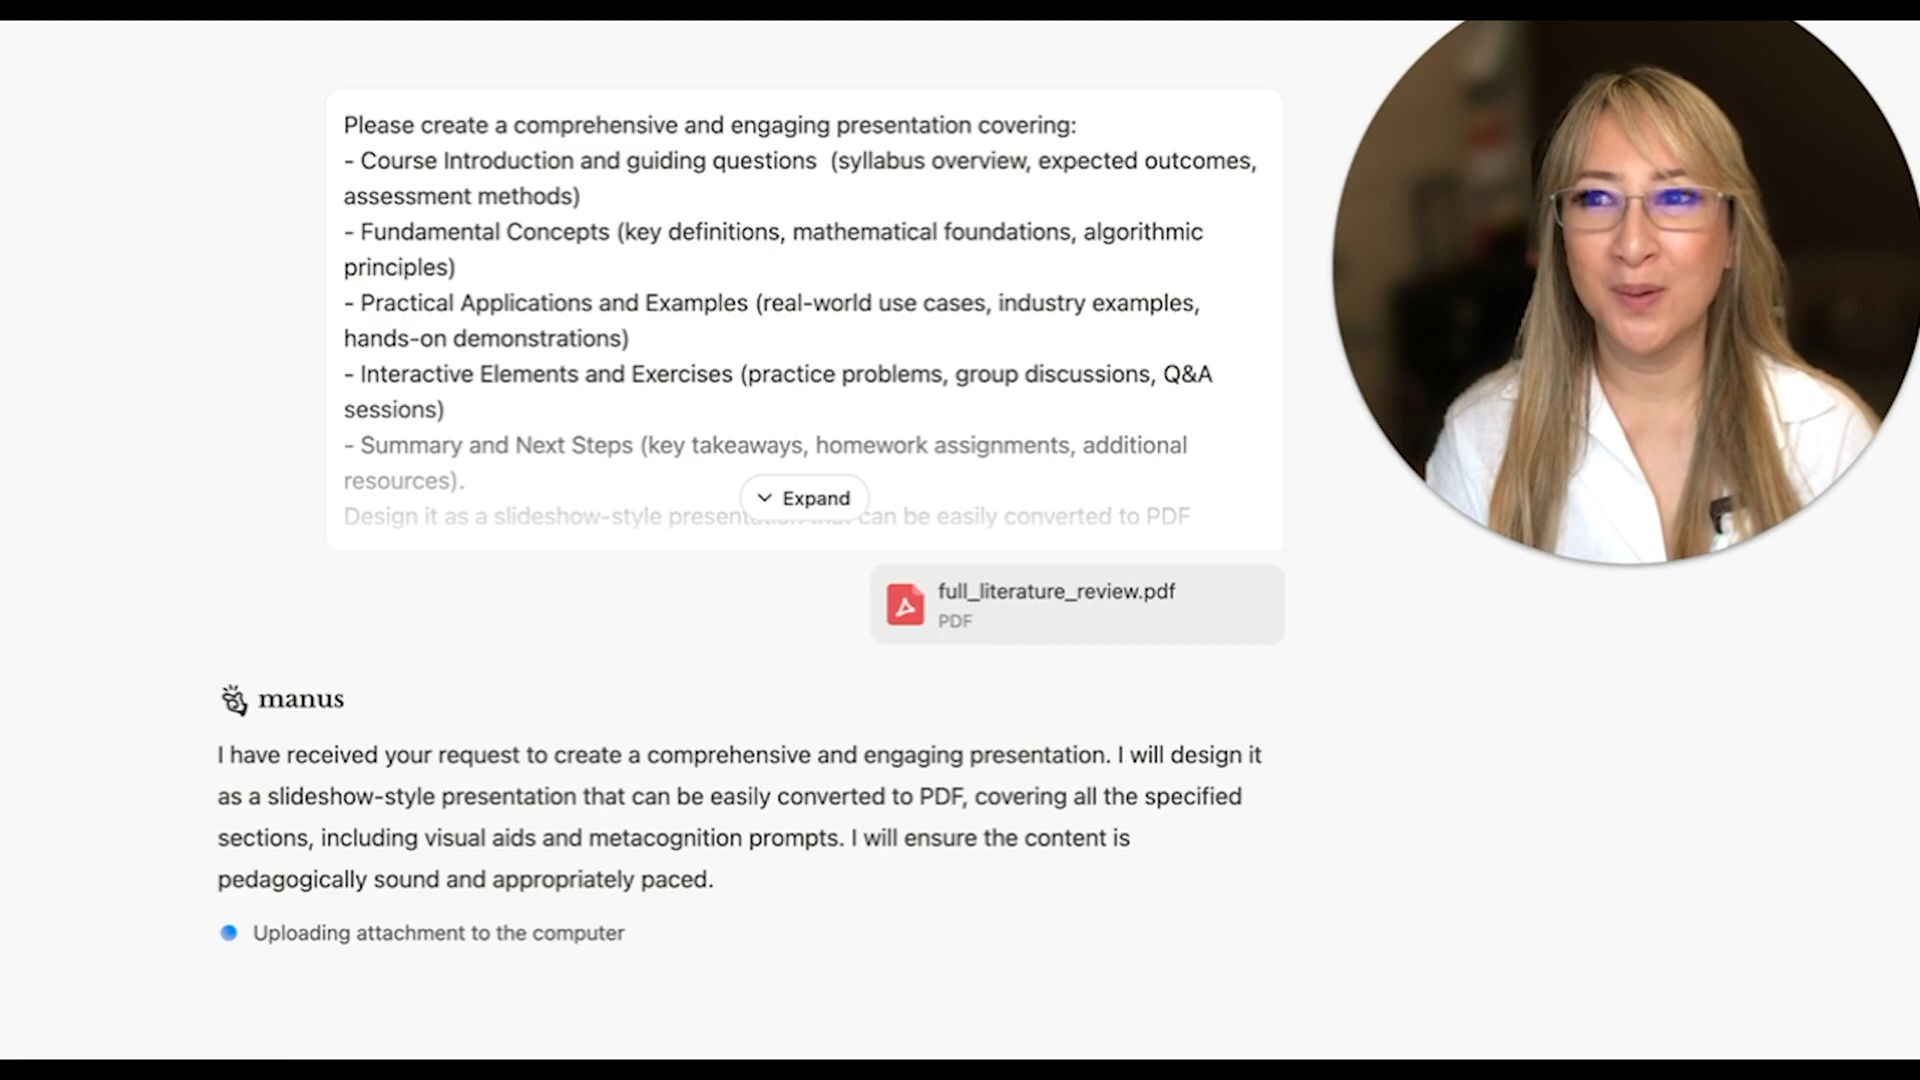 Please create a comprehensive and engaging presentation covering:
- Course Introduction and guiding questions  (syllabus overview, expected outcomes,
assessment methods)
- Fundamental Concepts (key definitions, mathematical foundations, algorithmic
principles)
- Practical Applications and Examples (real-world use cases, industry examples,
hands-on demonstrations)
- Interactive Elements and Exercises (practice problems, group discussions, Q&A
sessions)
- Summary and Next Steps (key takeaways, homework assignments, additional
resources).
Expand
Design it as a slideshow-style can be easily converted to PDF
full_literature_review.pdf
PDF
manus
I have received your request to create a comprehensive and engaging presentation. I will design it
as a slideshow-style presentation that can be easily converted to PDF, covering all the specified
sections, including visual aids and metacognition prompts. I will ensure the content is
pedagogically sound and appropriately paced.
Uploading attachment to the computer